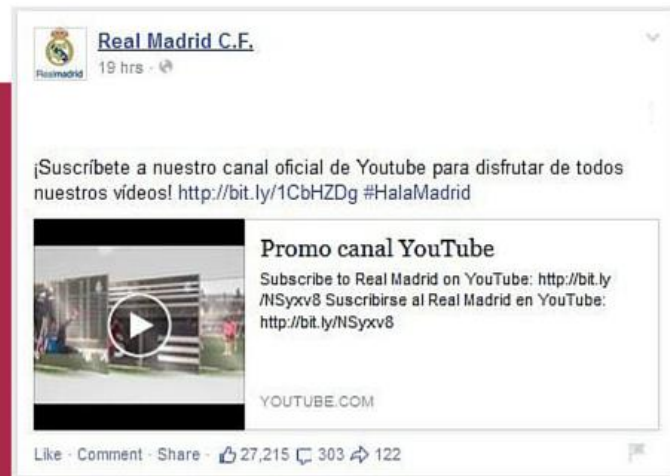 Real Madrid C.F.
Realmadrid
19 hrs ·
¡Suscríbete a nuestro canal oficial de Youtube para disfrutar de todos
nuestros vídeos! http://bit.ly/1CbHZDg #HalaMadrid
Promo canal YouTube
Subscribe to Real Madrid on YouTube: http://bit.ly
/NSyxv8 Suscribirse al Real Madrid en YouTube:
http://bit.ly/NSyxv8
YOUTUBE.COM
Like · Comment · Share · 27,215 303 122